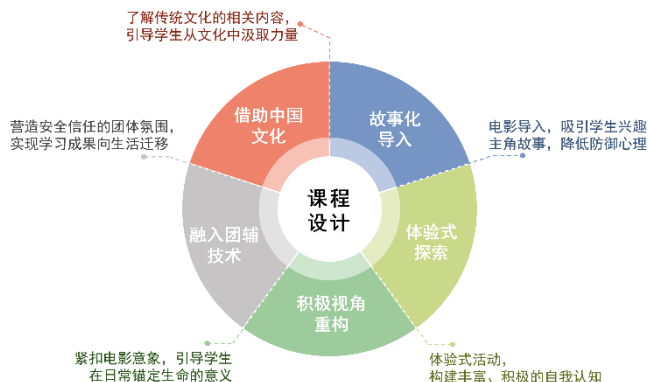 了解传统文化的相关内容，
引导学生从文化中汲取力量
借助中国
文化
故事化
导入
营造安全信任的团体氛围，
实现学习成果向生活迁移
电影导入，吸引学生兴趣
主角故事，降低防御心理
课程
设计
融入团辅
技术
体验式
探索
积极视角
重构
紧扣电影意象，引导学生
在日常锚定生命的意义
体验式活动，
构建丰富、积极的自我认知